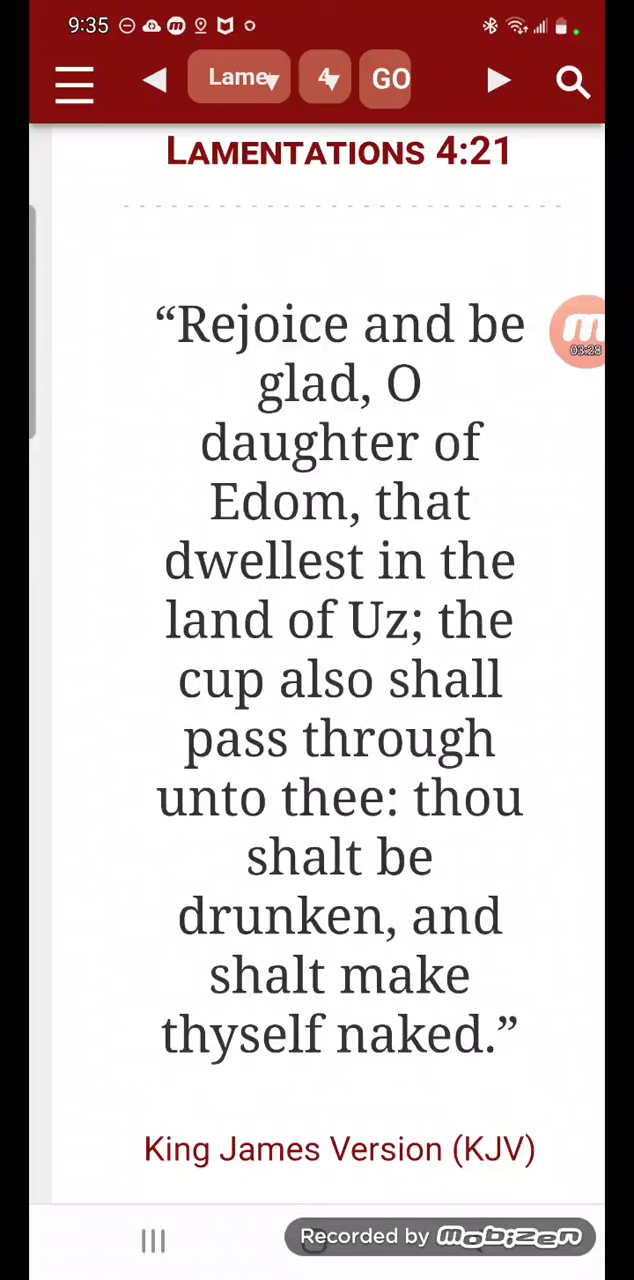 9:35
Lame
4
GO
LAMENTATIONS 4:21
“Rejoice and be
glad, O
daughter of
Edom, that
dwellest in the
land of Uz; the
cup also shall
pass through
unto thee: thou
shalt be
drunken, and
shalt make
thyself naked.”
03:28
King James Version (KJV)
Recorded by mobizen